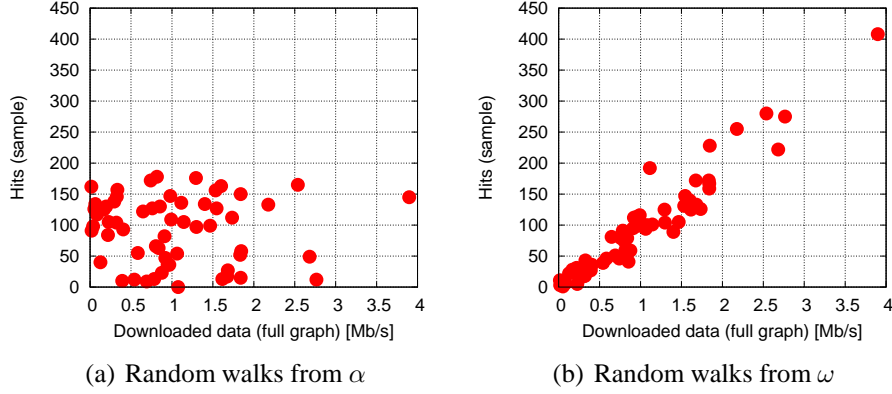 450
400
350
300
250
200
150
100
50
0
Hits (sample)
0 0.5 1 1.5 2 2.5 3 3.5 4
Downloaded data (full graph) [Mb/s]
(a) Random walks from α
450
400
350
300
250
200
150
100
50
0
Hits (sample)
0 0.5 1 1.5 2 2.5 3 3.5 4
Downloaded data (full graph) [Mb/s]
(b) Random walks from ω